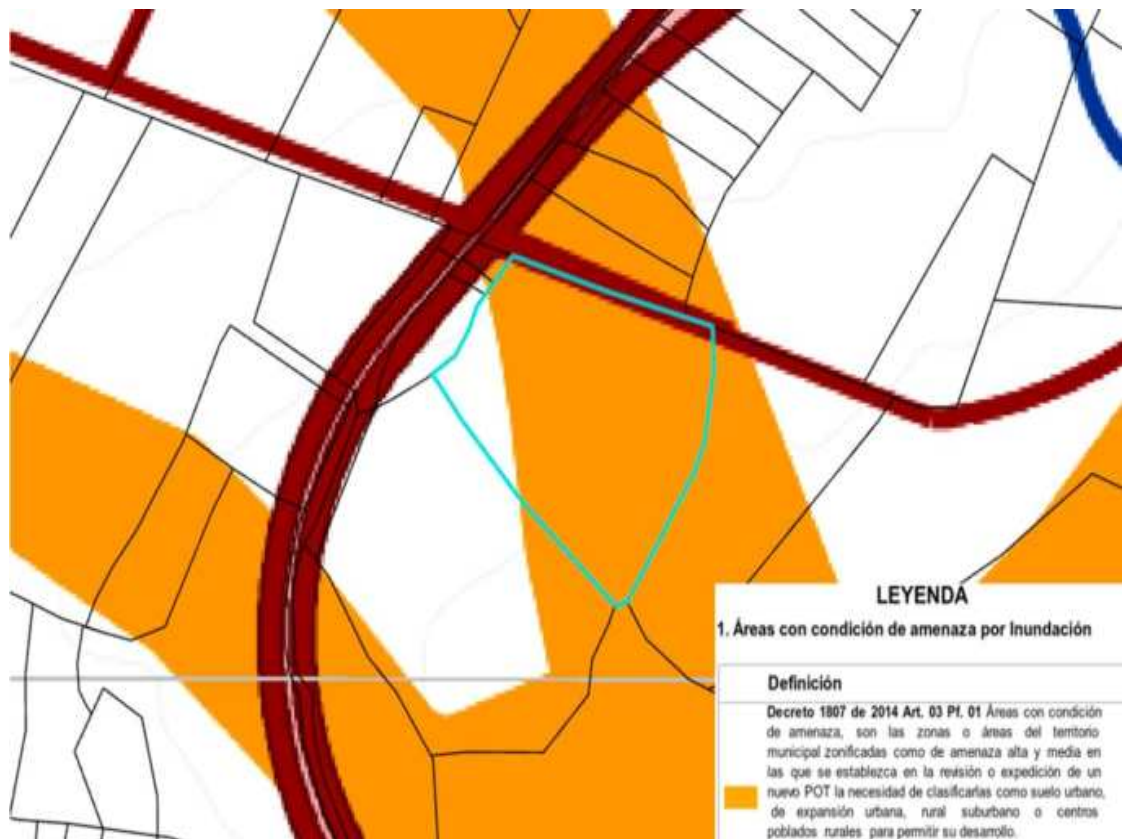 LEYENDA
1. Áreas con condición de amenaza por Inundación
Definición
Decreto 1807 de 2014 Art. 03 Pf. 01 Áreas con condición
de amenaza, son las zonas o áreas del territorio
municipal zonificadas como de amenaza alta y media en
las que se establezca en la revisión o expedición de un
nuevo POT la necesidad de clasificarlas como suelo urbano,
de expansión urbana, rural suburbano o centros
poblados rurales para permitir su desarrollo.